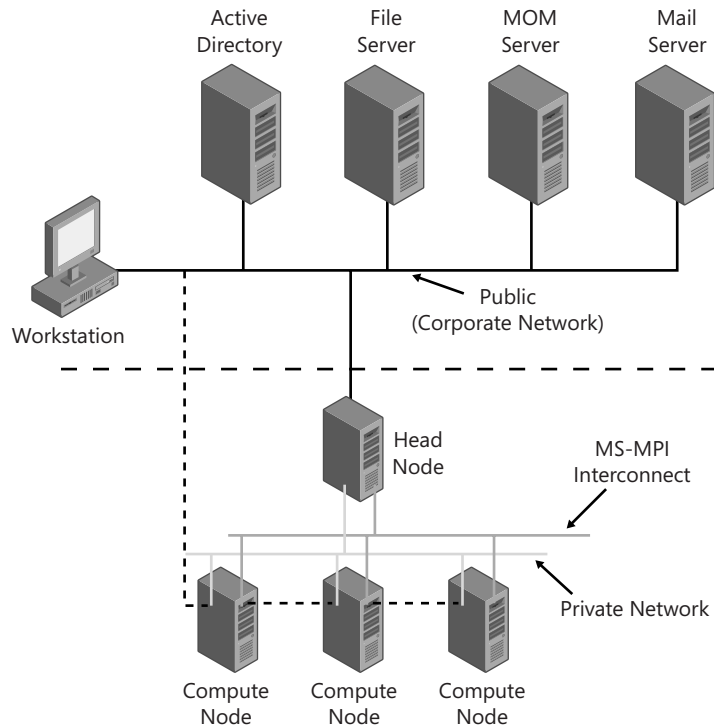 Active
Directory
File
Server
MOM
Server
Mail
Server
Public
(Corporate Network)
Workstation
Head
Node
MS-MPI
Interconnect
Private Network
Compute
Node
Compute
Node
Compute
Node